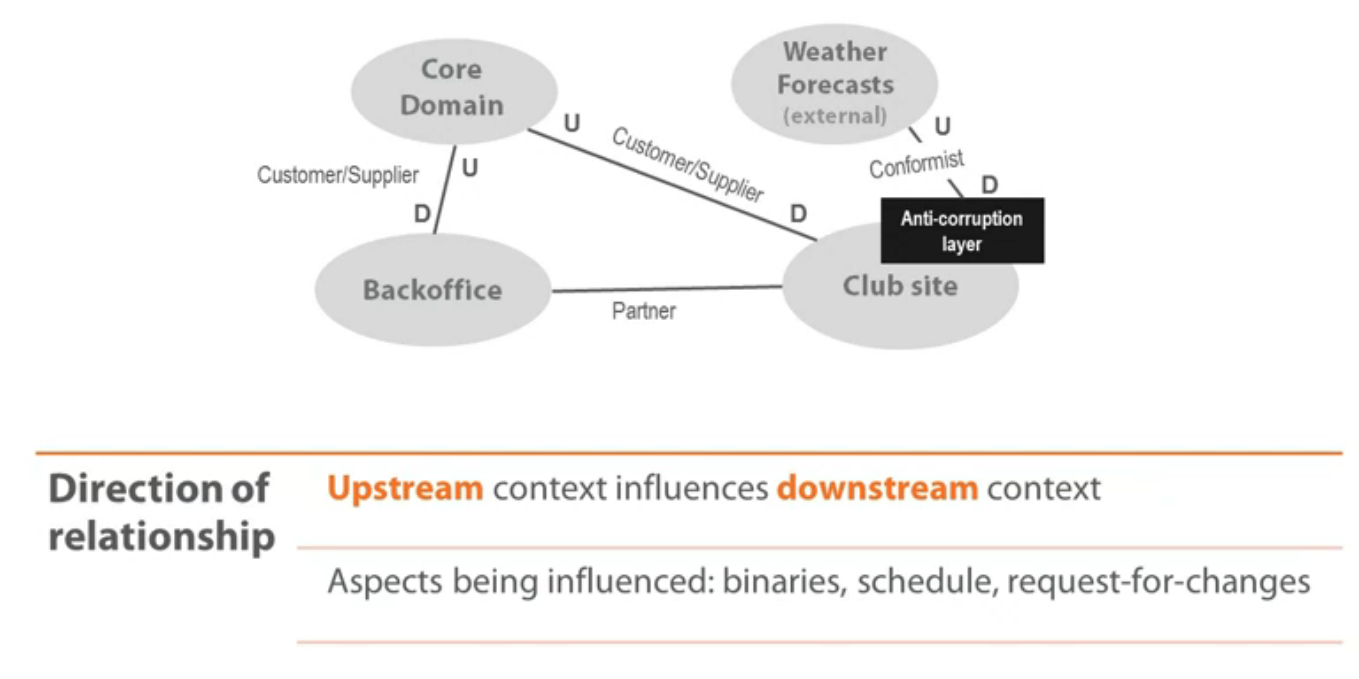 Core
Domain
Weather
Forecasts
(external)
U
U
Customer/Supplier
Conformist
Customer/Supplier
U
D
D
D
Anti-corruption
layer
Backoffice
Club site
Partner
Direction of
relationship
Upstream context influences downstream context
Aspects being influenced: binaries, schedule, request-for-changes